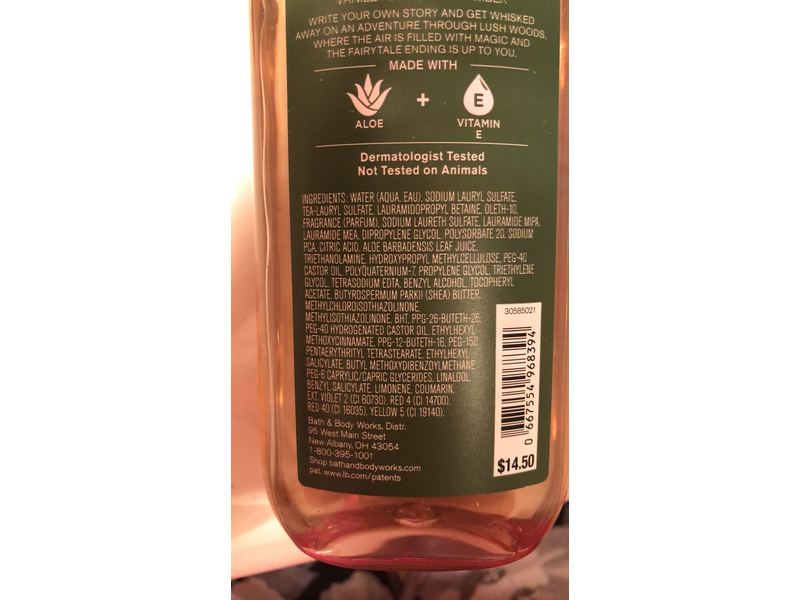 WRITE YOUR OWN STORY AND GET WHISKED
AWAY ON AN ADVENTURE THROUGH LUSH WOODS,
WHERE THE AIR IS FILLED WITH MAGIC AND
THE FAIRYTALE ENDING IS UP TO YOU.
MADE WITH
ALOE
+
E
VITAMIN
E
Dermatologist Tested
Not Tested on Animals
INGREDIENTS: WATER (AQUA, EAU), SODIUM LAURYL SULFATE,
TEA-LAURYL SULFATE, LAURAMIDOPROPYL BETAINE, OLETH-10,
FRAGRANCE (PARFUM), SODIUM LAURETH SULFATE, LAURAMIDE MIPA,
LAURAMIDE MEA, DIPROPYLENE GLYCOL, POLYSORBATE 20, SODIUM
PCA, CITRIC ACID, ALOE BARBADENSIS LEAF JUICE,
TRIETHANOLAMINE, HYDROXYPROPYL METHYLCELLULOSE, PEG-40
CASTOR OIL, POLYQUATERNIUM-7, PROPYLENE GLYCOL, TRIETHYLENE
GLYCOL, TETRASODIUM EDTA, BENZYL ALCOHOL, TOCOPHERYL
ACETATE, BUTYROSPERMUM PARKII (SHEA) BUTTER,
METHYLCHLOROISOTHIAZOLINONE,
METHYLISOTHIAZOLINONE, BHT, PPG-26-BUTETH-26,
PEG-40 HYDROGENATED CASTOR OIL, ETHYLHEXYL
METHOXYCINNAMATE, PPG-12-BUTETH-16, PEG-150
PENTAERYTHRITYL TETRASTEARATE, ETHYLHEXYL
SALICYLATE, BUTYL METHOXYDIBENZOYLMETHANE,
PEG-6 CAPRYLIC/CAPRIC GLYCERIDES, LINALOOL,
BENZYL SALICYLATE, LIMONENE, COUMARIN,
EXT. VIOLET 2 (CI 60730), RED 4 (CI 14700),
RED 40 (CI 16035), YELLOW 5 (CI 19140).
Bath & Body Works, Distr.
95 West Main Street
New Albany, OH 43054
1-800-395-1001
Shop bathandbodyworks.com
pat. www.lb.com/patents
30585021
0 667554 968394
$14.50